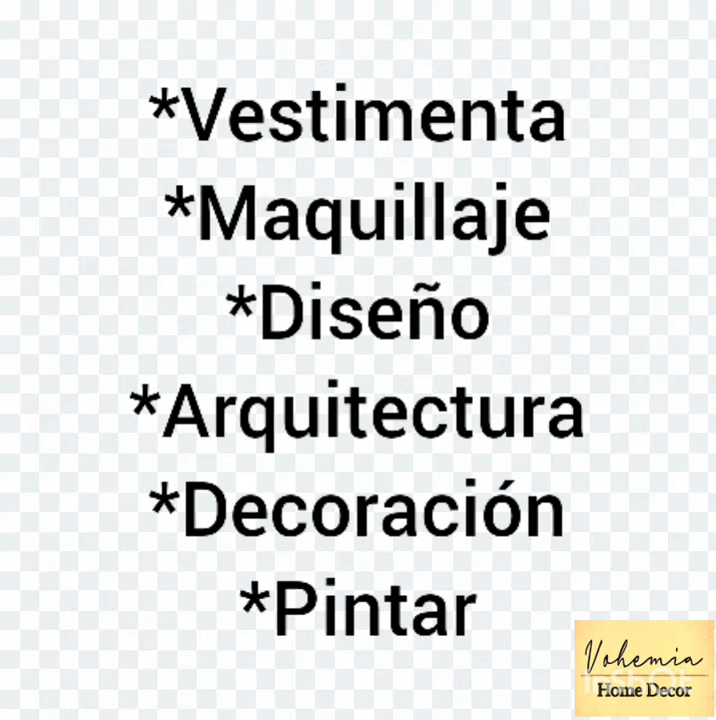 *Vestimenta
*Maquillaje
*Diseño
*Arquitectura
*Decoración
*Pintar
Vohemia
Home Decor